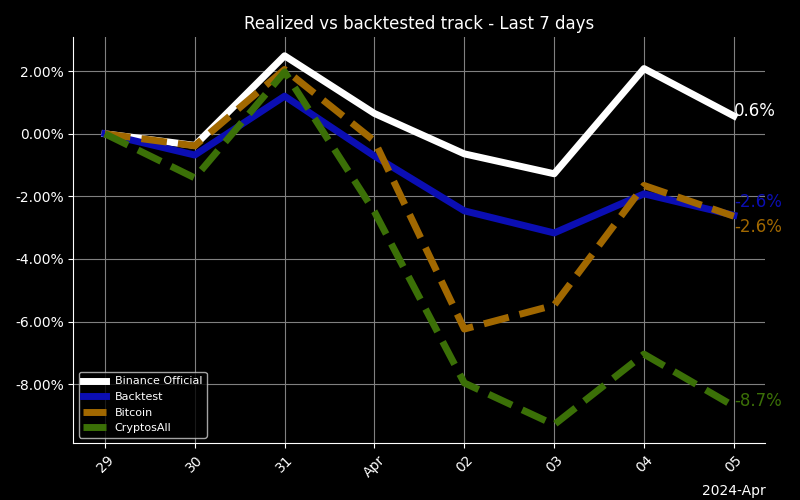 Realized vs backtested track - Last 7 days
2.00%
0.00%
-2.00%
-4.00%
-6.00%
-8.00%
0.6%
-2.6%
-2.6%
-8.7%
Binance Official
Backtest
Bitcoin
CryptosAll
29
30
31
Apr
02
03
04
05
2024-Apr